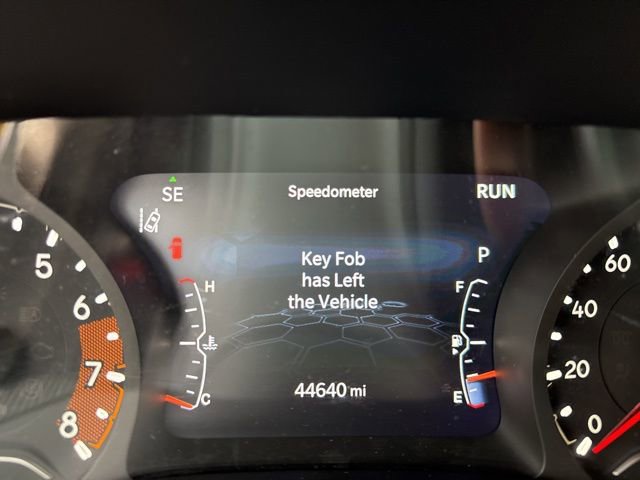 SE Speedometer RUN
P
Key Fob
has Left
the Vehicle
H F
C E
44640 mi
5
6
7
8
60
40
20
0